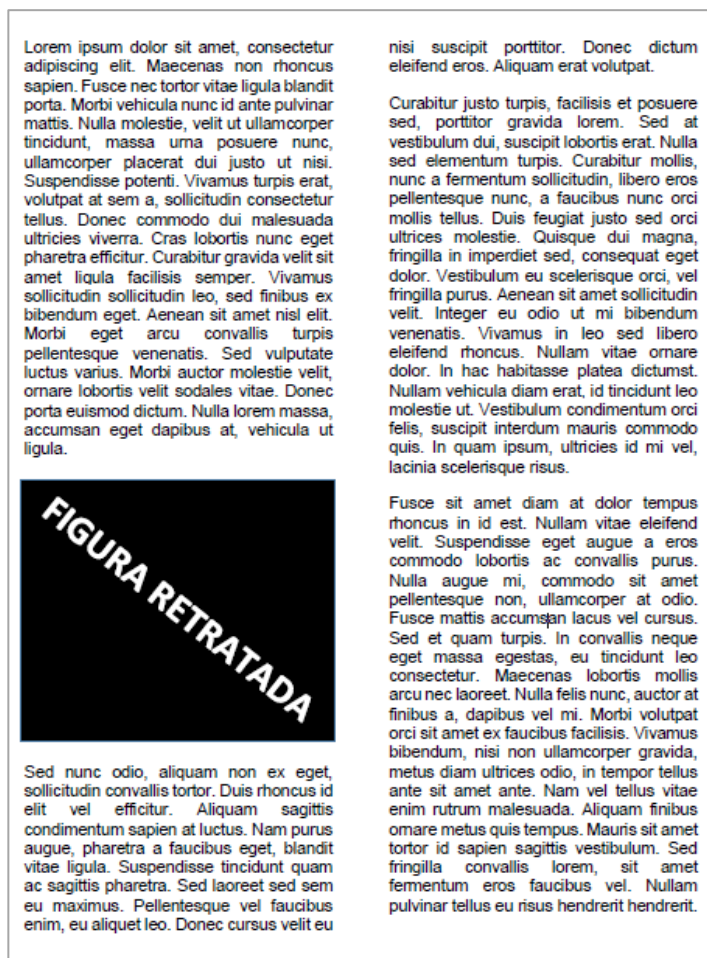 Lorem ipsum dolor sit amet, consectetur
adipiscing elit. Maecenas non rhoncus
sapien. Fusce nec tortor vitae ligula blandit
porta. Morbi vehicula nunc id ante pulvinar
mattis. Nulla molestie, velit ut ullamcorper
tincidunt, massa urna posuere nunc,
ullamcorper placerat dui justo ut nisi.
Suspendisse potenti. Vivamus turpis erat,
volutpat at sem a, sollicitudin consectetur
tellus. Donec commodo dui malesuada
ultricies viverra. Cras lobortis nunc eget
pharetra efficitur. Curabitur gravida velit sit
amet ligula facilisis semper. Vivamus
sollicitudin sollicitudin leo, sed finibus ex
bibendum eget. Aenean sit amet nisl elit.
Morbi eget arcu convallis turpis
pellentesque venenatis. Sed vulputate
luctus varius. Morbi auctor molestie velit,
ornare lobortis velit sodales vitae. Donec
porta euismod dictum. Nulla lorem massa,
accumsan eget dapibus at, vehicula ut
ligula.
FIGURA RETRATADA
Sed nunc odio, aliquam non ex eget,
sollicitudin convallis tortor. Duis rhoncus id
elit vel efficitur. Aliquam sagittis
condimentum sapien at luctus. Nam purus
augue, pharetra a faucibus eget, blandit
vitae ligula. Suspendisse tincidunt quam
ac sagittis pharetra. Sed laoreet sed sem
eu maximus. Pellentesque vel faucibus
enim, eu aliquet leo. Donec cursus velit eu
nisi suscipit porttitor. Donec dictum
eleifend eros. Aliquam erat volutpat.
Curabitur justo turpis, facilisis et posuere
sed, porttitor gravida lorem. Sed at
vestibulum dui, suscipit lobortis erat. Nulla
sed elementum turpis. Curabitur mollis,
nunc a fermentum sollicitudin, libero eros
pellentesque nunc, a faucibus nunc orci
mollis tellus. Duis feugiat justo sed orci
ultrices molestie. Quisque dui magna,
fringilla in imperdiet sed, consequat eget
dolor. Vestibulum eu scelerisque orci, vel
fringilla purus. Aenean sit amet sollicitudin
velit. Integer eu odio ut mi bibendum
venenatis. Vivamus in leo sed libero
eleifend rhoncus. Nullam vitae ornare
dolor. In hac habitasse platea dictumst.
Nullam vehicula diam erat, id tincidunt leo
molestie ut. Vestibulum condimentum orci
felis, suscipit interdum mauris commodo
quis. In quam ipsum, ultricies id mi vel,
lacinia scelerisque risus.
Fusce sit amet diam at dolor tempus
rhoncus in id est. Nullam vitae eleifend
velit. Suspendisse eget augue a eros
commodo lobortis ac convallis purus.
Nulla augue mi, commodo sit amet
pellentesque non, ullamcorper at odio.
Fusce mattis accumsan lacus vel cursus.
Sed et quam turpis. In convallis neque
eget massa egestas, eu tincidunt leo
consectetur. Maecenas lobortis mollis
arcu nec laoreet. Nulla felis nunc, auctor at
finibus a, dapibus vel mi. Morbi volutpat
orci sit amet ex faucibus facilisis. Vivamus
bibendum, nisi non ullamcorper gravida,
metus diam ultrices odio, in tempor tellus
ante sit amet ante. Nam vel tellus vitae
enim rutrum malesuada. Aliquam finibus
ornare metus quis tempus. Mauris sit amet
tortor id sapien sagittis vestibulum. Sed
fringilla convallis lorem, sit amet
fermentum eros faucibus vel. Nullam
pulvinar tellus eu risus hendrerit hendrerit.